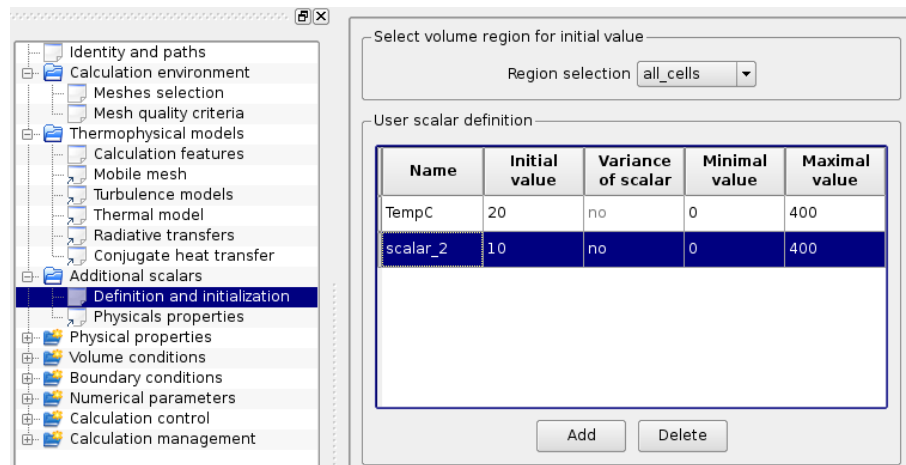 Identity and paths
Calculation environment
Meshes selection
Mesh quality criteria
Thermophysical models
Calculation features
Mobile mesh
Turbulence models
Thermal model
Radiative transfers
Conjugate heat transfer
Additional scalars
Definition and initialization
Physicals properties
Physical properties
Volume conditions
Boundary conditions
Numerical parameters
Calculation control
Calculation management
Select volume region for initial value
Region selection all_cells
User scalar definition
Name Initial value Variance of scalar Minimal value Maximal value
TempC 20 no 0 400
scalar_2 10 no 0 400
Add Delete